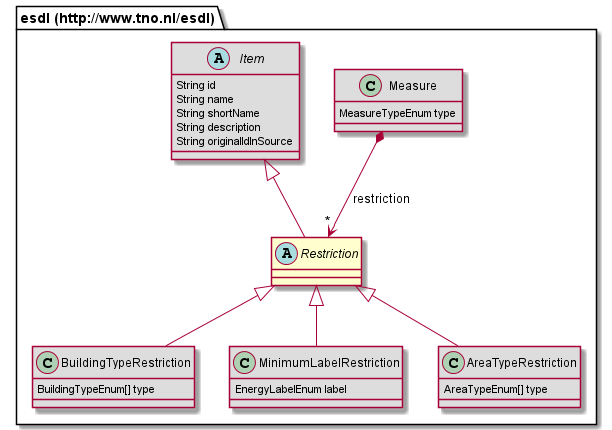 esdl (http://www.tno.nl/esdl)
A Item
String id
String name
String shortName
String description
String originalIdInSource
C Measure
MeasureTypeEnum type
restriction
*
A Restriction
C BuildingTypeRestriction
BuildingTypeEnum[] type
C MinimumLabelRestriction
EnergyLabelEnum label
C AreaTypeRestriction
AreaTypeEnum[] type